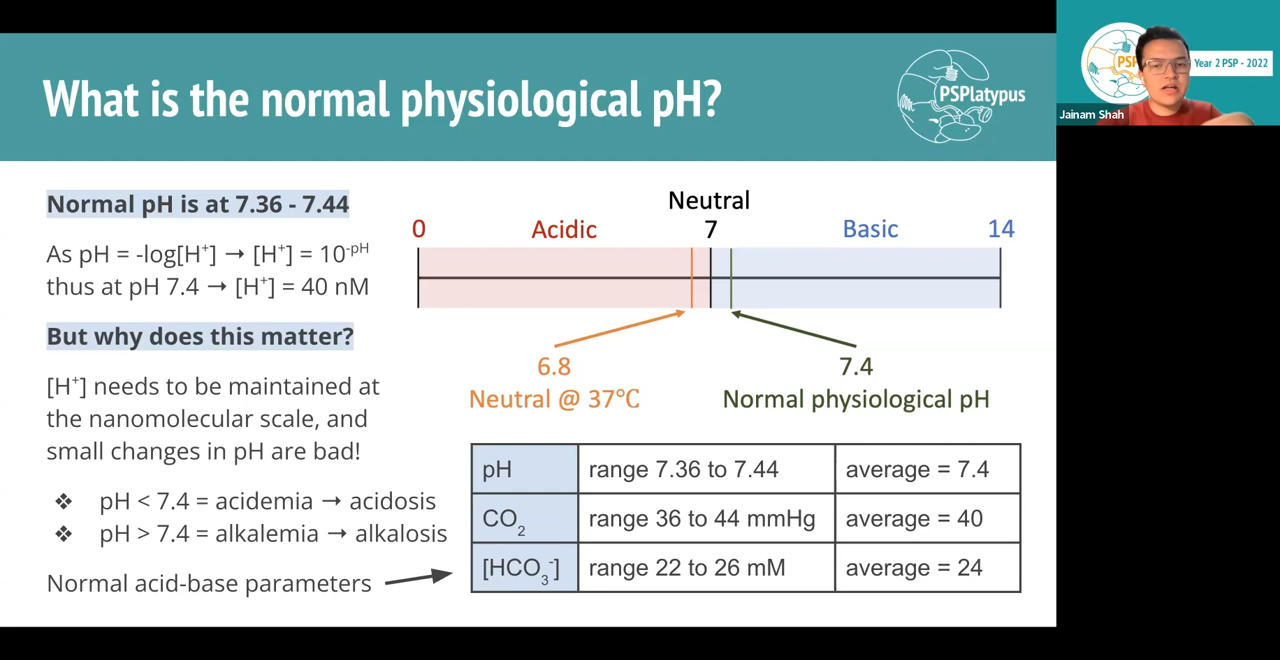 What is the normal physiological pH?
PSPlatypus
PSP
Year 2 PSP - 2022
Jainam Shah
Normal pH is at 7.36 - 7.44
As pH = -log[H⁺] → [H⁺] = 10⁻ᵖᴴ
thus at pH 7.4 → [H⁺] = 40 nM
But why does this matter?
[H⁺] needs to be maintained at
the nanomolecular scale, and
small changes in pH are bad!
❖ pH < 7.4 = acidemia → acidosis
❖ pH > 7.4 = alkalemia → alkalosis
Normal acid-base parameters
Neutral
0 Acidic 7 Basic 14
6.8
Neutral @ 37℃
7.4
Normal physiological pH
pH range 7.36 to 7.44 average = 7.4
CO₂ range 36 to 44 mmHg average = 40
[HCO₃⁻] range 22 to 26 mM average = 24